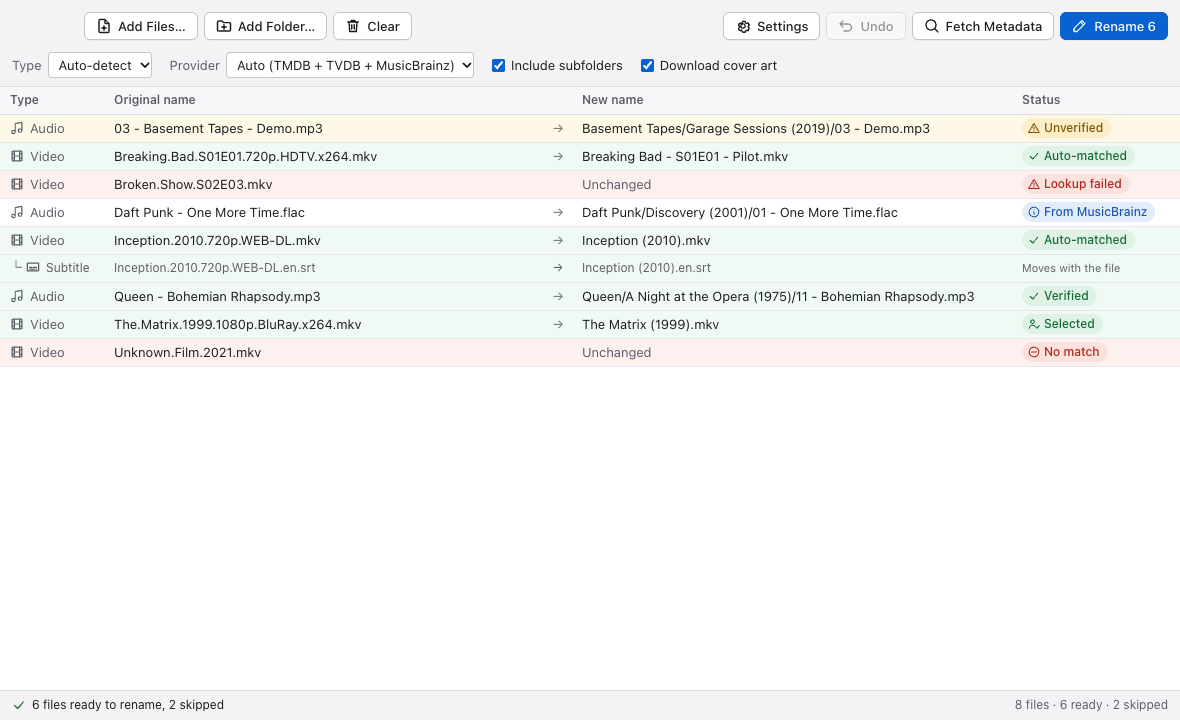 Add Files... Add Folder... Clear Settings Undo Fetch Metadata Rename 6
Type Auto-detect Provider Auto (TMDB + TVDB + MusicBrainz) Include subfolders Download cover art
Type Original name New name Status
Audio 03 - Basement Tapes - Demo.mp3 → Basement Tapes/Garage Sessions (2019)/03 - Demo.mp3 Unverified
Video Breaking.Bad.S01E01.720p.HDTV.x264.mkv → Breaking Bad - S01E01 - Pilot.mkv Auto-matched
Video Broken.Show.S02E03.mkv Unchanged Lookup failed
Audio Daft Punk - One More Time.flac → Daft Punk/Discovery (2001)/01 - One More Time.flac From MusicBrainz
Video Inception.2010.720p.WEB-DL.mkv → Inception (2010).mkv Auto-matched
Subtitle Inception.2010.720p.WEB-DL.en.srt → Inception (2010).en.srt Moves with the file
Audio Queen - Bohemian Rhapsody.mp3 → Queen/A Night at the Opera (1975)/11 - Bohemian Rhapsody.mp3 Verified
Video The.Matrix.1999.1080p.BluRay.x264.mkv → The Matrix (1999).mkv Selected
Video Unknown.Film.2021.mkv Unchanged No match
6 files ready to rename, 2 skipped 8 files · 6 ready · 2 skipped